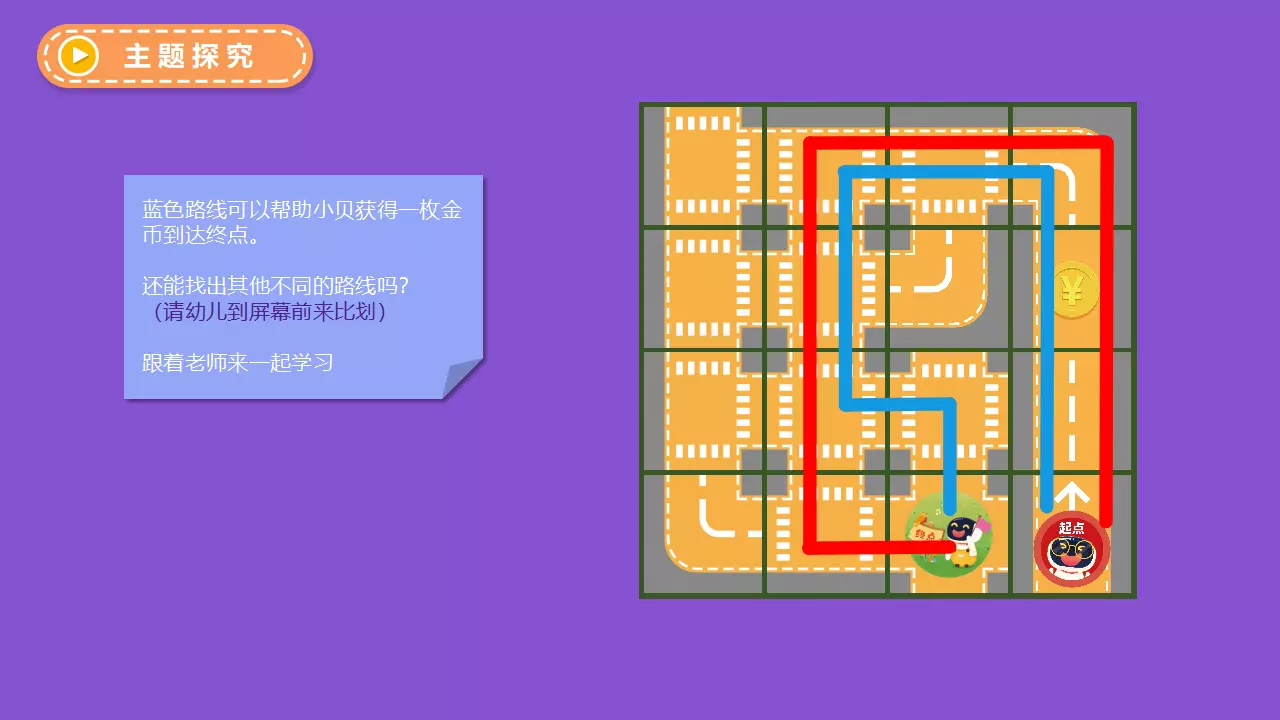 主题探究
蓝色路线可以帮助小贝获得一枚金
币到达终点。
还能找出其他不同的路线吗？
（请幼儿到屏幕前来比划）
跟着老师来一起学习
¥
终点
起点